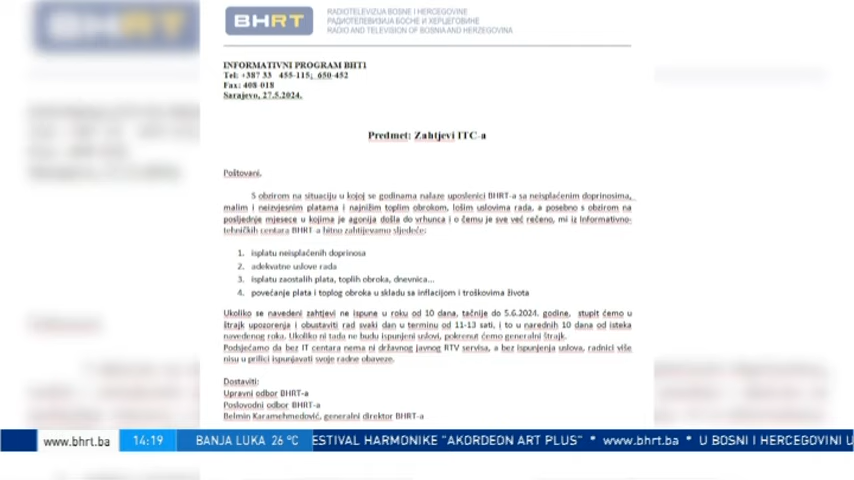 BHRT
RADIOTELEVIZIJA BOSNE I HERCEGOVINE
РАДИОТЕЛЕВИЗИЈА БОСНЕ И ХЕРЦЕГОВИНЕ
RADIO AND TELEVISION OF BOSNIA AND HERZEGOVINA
INFORMATIVNI PROGRAM BHT1
Tel: +387 33 455-115; 650-452
Fax: 408-018
Sarajevo, 27.5.2024.
Predmet: Zahtjevi ITC-a
Poštovani,
S obzirom na situaciju u kojoj se godinama nalaze uposlenici BHRT-a sa neisplaćenim doprinosima,
malim i neizvjesnim platama i najnižim toplim obrokom, lošim uslovima rada, a posebno s obzirom na
posljednje mjesece u kojima je agonija došla do vrhunca i o čemu je sve već rečeno, mi iz Informativno-
tehničkih centara BHRT-a hitno zahtijevamo sljedeće:
1. isplatu neisplaćenih doprinosa
2. adekvatne uslove rada
3. isplatu zaostalih plata, toplih obroka, dnevnica...
4. povećanje plata i toplog obroka u skladu sa inflacijom i troškovima života
Ukoliko se navedeni zahtjevi ne ispune u roku od 10 dana, tačnije do 5.6.2024. godine, stupit ćemo u
štrajk upozorenja i obustaviti rad svaki dan u terminu od 11-13 sati, i to u narednih 10 dana od isteka
navedenog roka. Ukoliko ni tada ne budu ispunjeni uslovi, pokrenut ćemo generalni štrajk.
Podsjećamo da bez IT centara nema ni državnog javnog RTV servisa, a bez ispunjenja uslova, radnici više
nisu u prilici ispunjavati svoje radne obaveze.
Dostaviti:
Upravni odbor BHRT-a
Poslovodni odbor BHRT-a
Belmin Karamehmedović, generalni direktor BHRT-a
www.bhrt.ba 14:19 BANJA LUKA 26 °C ESTIVAL HARMONIKE "AKORDEON ART PLUS" * www.bhrt.ba * U BOSNI I HERCEGOVINI U